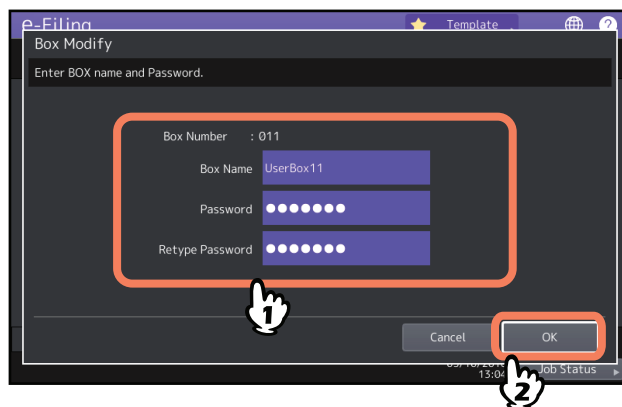 e-Filing
Template
?
Box Modify
Enter BOX name and Password.
Box Number : 011
Box Name UserBox11
Password ●●●●●●●
Retype Password ●●●●●●●
1
Cancel OK
13:04 Job Status
2